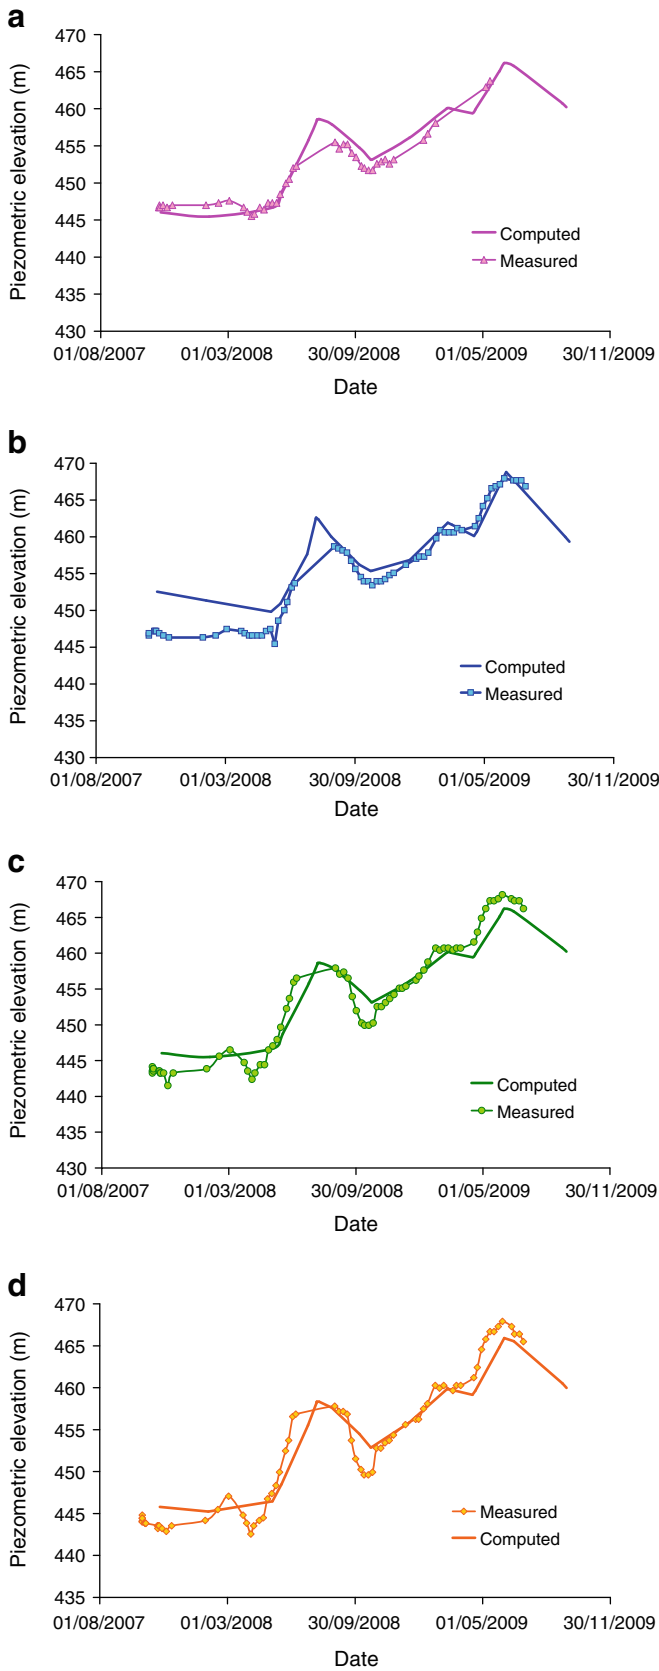 a
470
465
460
455
450
445
440
435
430
Piezometric elevation (m)
Computed
Measured
01/08/2007 01/03/2008 30/09/2008 01/05/2009 30/11/2009
Date
b
470
465
460
455
450
445
440
435
430
Piezometric elevation (m)
Computed
Measured
01/08/2007 01/03/2008 30/09/2008 01/05/2009 30/11/2009
Date
c
470
465
460
455
450
445
440
435
430
Piezometric elevation (m)
Computed
Measured
01/08/2007 01/03/2008 30/09/2008 01/05/2009 30/11/2009
Date
d
470
465
460
455
450
445
440
435
Piezometric elevation (m)
Measured
Computed
01/08/2007 01/03/2008 30/09/2008 01/05/2009 30/11/2009
Date